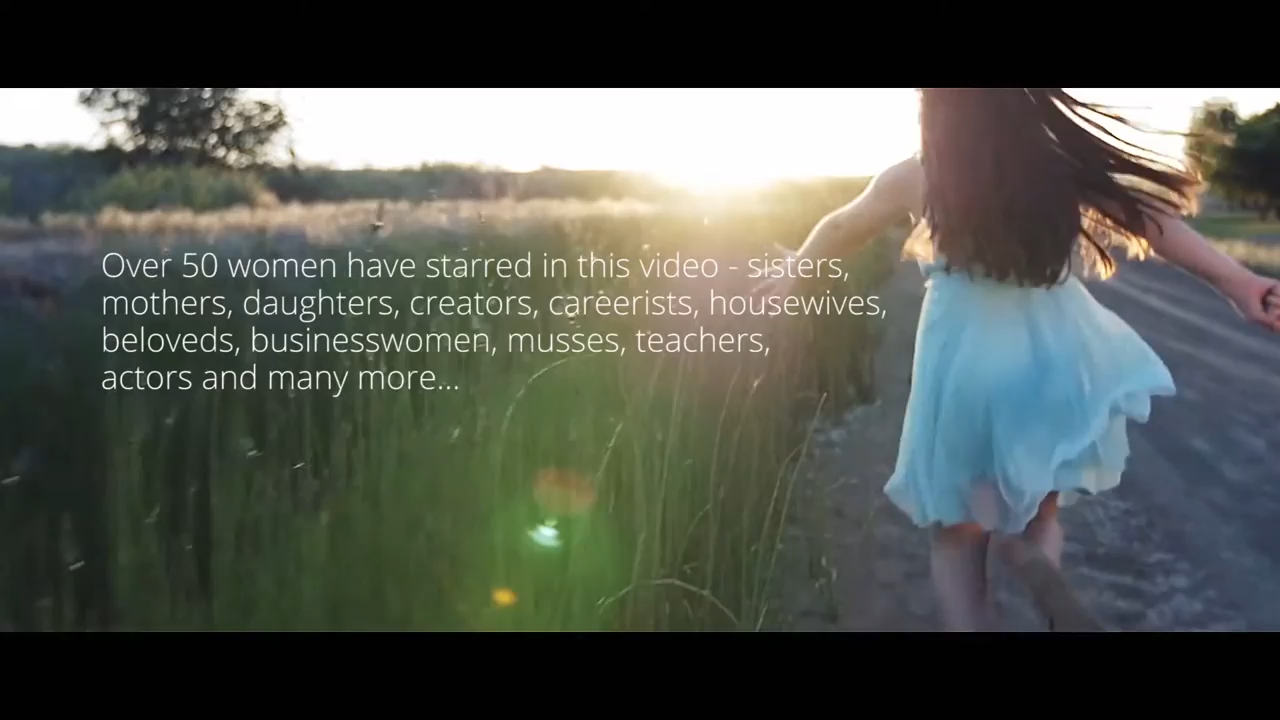 Over 50 women have starred in this video - sisters,
mothers, daughters, creators, careerists, housewives,
beloveds, businesswomen, musses, teachers,
actors and many more...